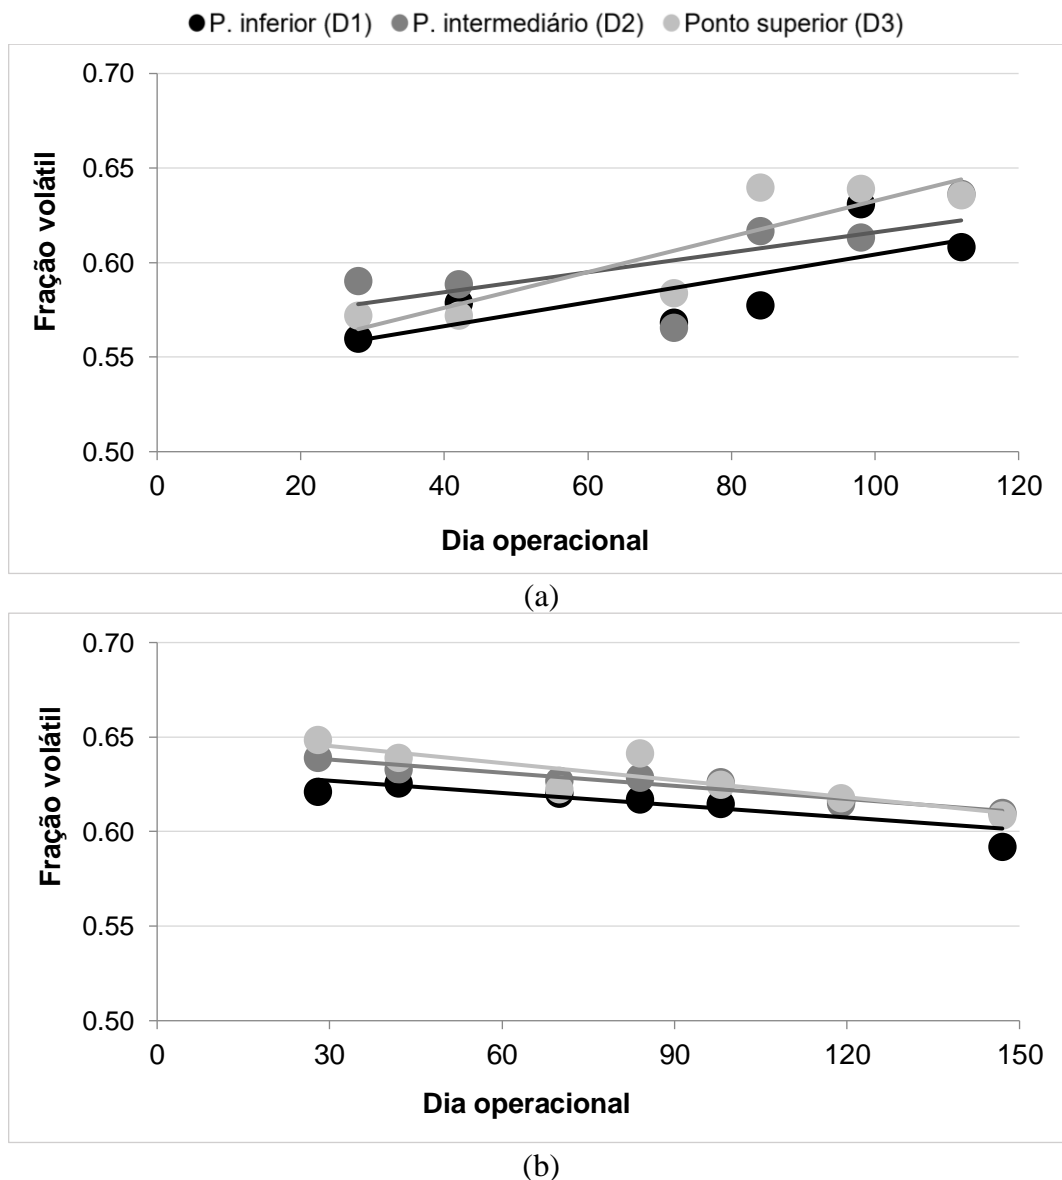 P. inferior (D1) P. intermediário (D2) Ponto superior (D3)
0.70
0.65
0.60
0.55
0.50
Fração volátil
0 20 40 60 80 100 120
Dia operacional
(a)
0.70
0.65
0.60
0.55
0.50
Fração volátil
0 30 60 90 120 150
Dia operacional
(b)